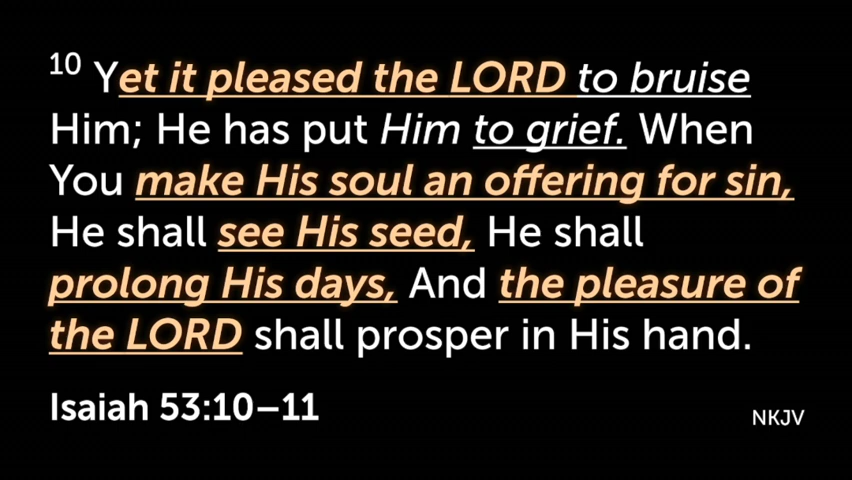 10 Yet it pleased the LORD to bruise
Him; He has put Him to grief. When
You make His soul an offering for sin,
He shall see His seed, He shall
prolong His days, And the pleasure of
the LORD shall prosper in His hand.
Isaiah 53:10–11
NKJV